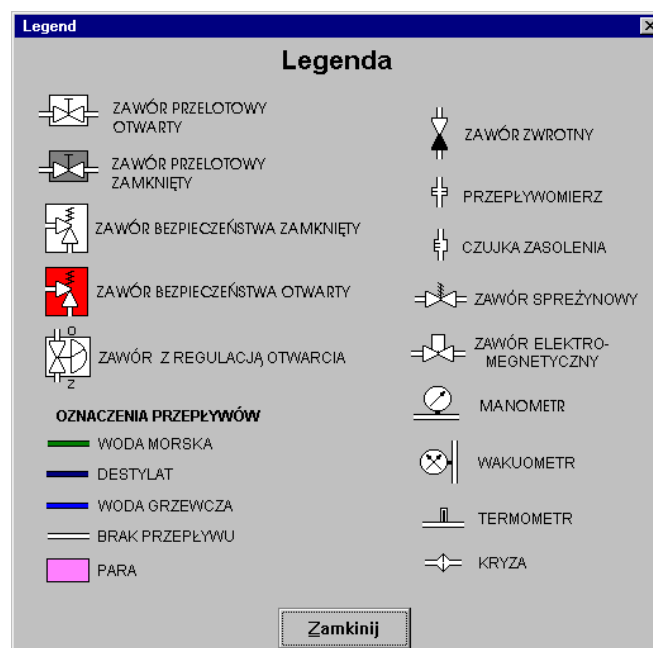 Legend
Legenda
ZAWÓR PRZELOTOWY
OTWARTY
ZAWÓR PRZELOTOWY
ZAMKNIĘTY
ZAWÓR BEZPIECZEŃSTWA ZAMKNIĘTY
ZAWÓR BEZPIECZEŃSTWA OTWARTY
O
ZAWÓR Z REGULACJĄ OTWARCIA
Z
OZNACZENIA PRZEPŁYWÓW
WODA MORSKA
DESTYLAT
WODA GRZEWCZA
BRAK PRZEPŁYWU
PARA
ZAWÓR ZWROTNY
PRZEPŁYWOMIERZ
CZUJKA ZASOLENIA
ZAWÓR SPREŻYNOWY
ZAWÓR ELEKTRO-
MEGNETYCZNY
MANOMETR
WAKUOMETR
TERMOMETR
KRYZA
Zamkinij